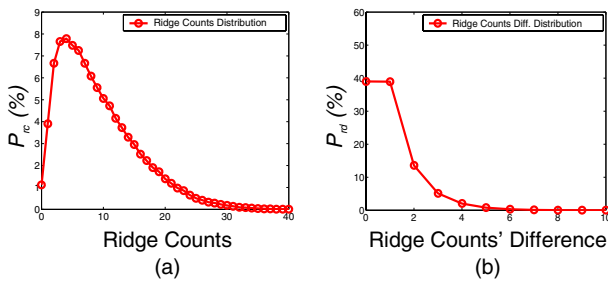 Ridge Counts Distribution
9
8
7
6
5
4
3
2
1
0
P rc (%)
0 10 20 30 40
Ridge Counts
(a)
Ridge Counts Diff. Distribution
60
50
40
30
20
10
0
P rd (%)
0 2 4 6 8 10
Ridge Counts' Difference
(b)